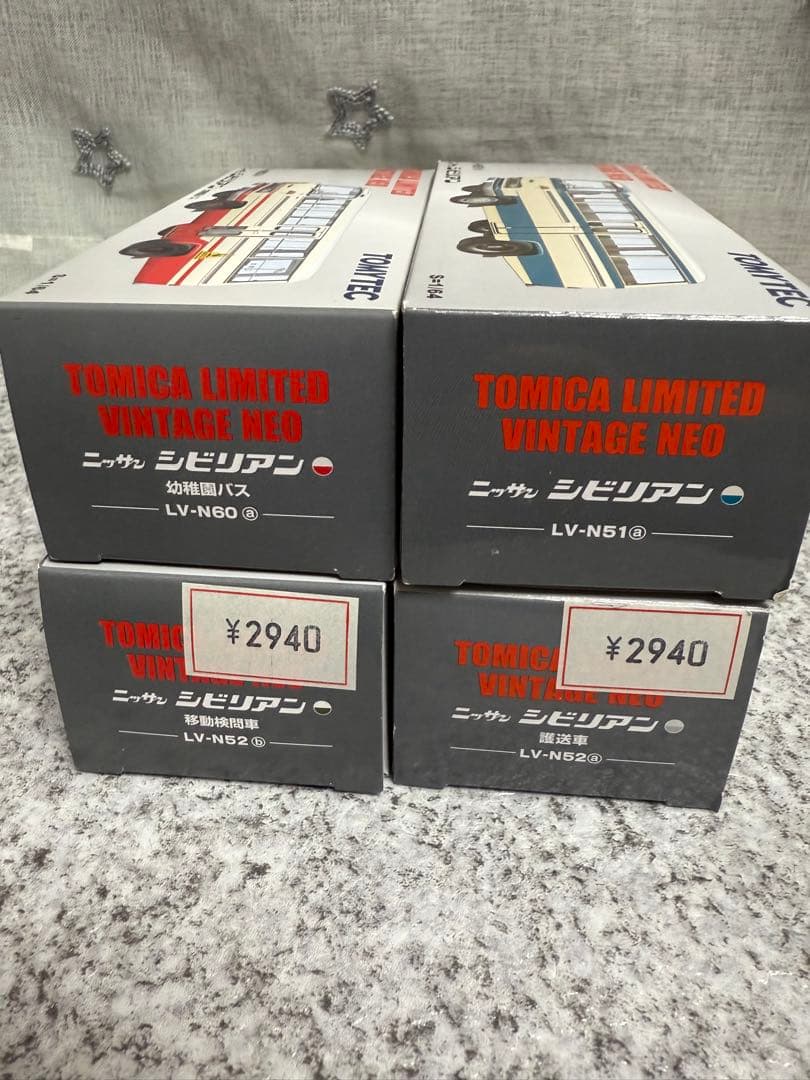 TOMYTEC
S=1/64
TOMICA LIMITED
VINTAGE NEO
ニッサン シビリアン
幼稚園バス
LV-N60 ⓐ
TOMYTEC
S=1/64
TOMICA LIMITED
VINTAGE NEO
ニッサン シビリアン
LV-N51 ⓐ
¥2940
ニッサン シビリアン
移動検問車
LV-N52 ⓑ
¥2940
ニッサン シビリアン
護送車
LV-N52 ⓐ